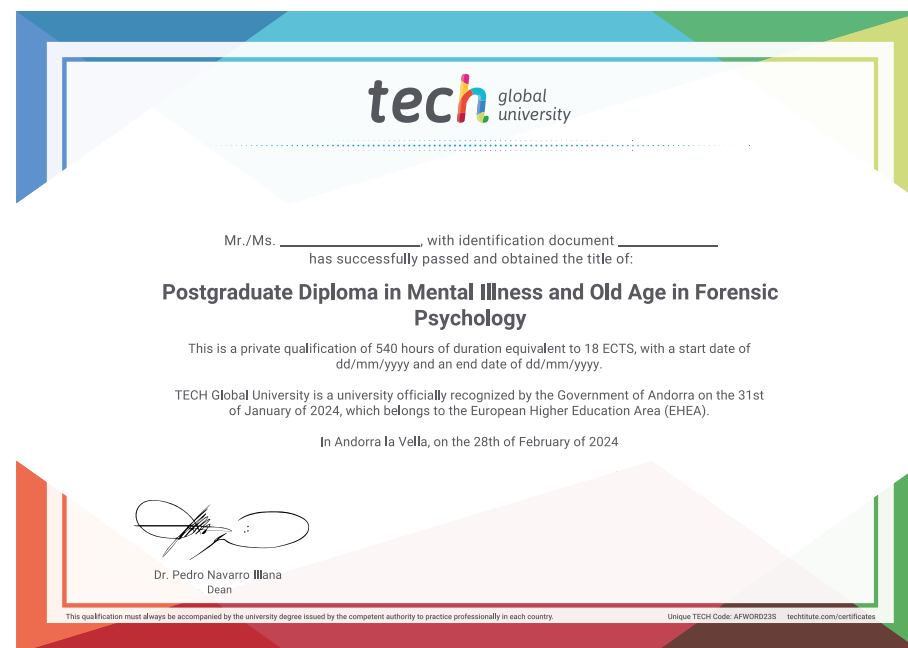 tech global university
Mr./Ms. ____________, with identification document ____________
has successfully passed and obtained the title of:
Postgraduate Diploma in Mental Illness and Old Age in Forensic
Psychology
This is a private qualification of 540 hours of duration equivalent to 18 ECTS, with a start date of
dd/mm/yyyy and an end date of dd/mm/yyyy.
TECH Global University is a university officially recognized by the Government of Andorra on the 31st
of January of 2024, which belongs to the European Higher Education Area (EHEA).
In Andorra la Vella, on the 28th of February of 2024
Dr. Pedro Navarro Illana
Dean
This qualification must always be accompanied by the university degree issued by the competent authority to practice professionally in each country.
Unique TECH Code: AFWORD23S techtitute.com/certificates